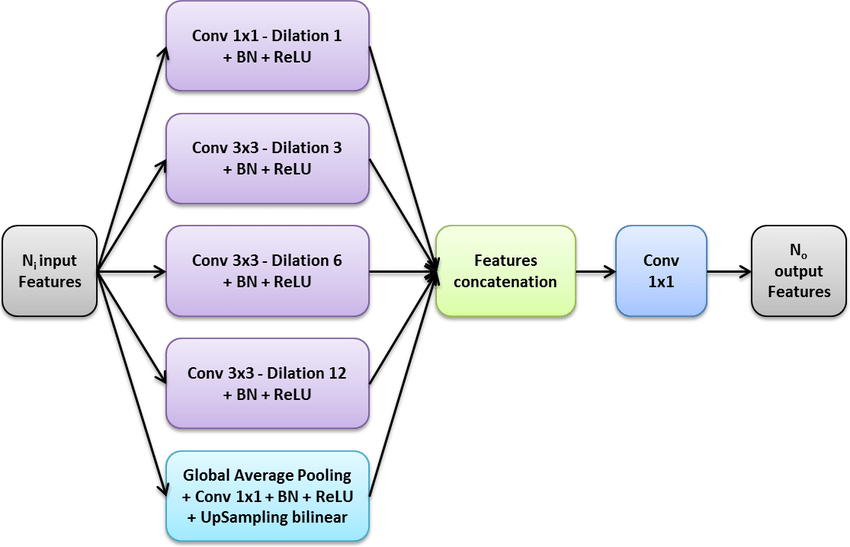 Conv 1x1 - Dilation 1
+ BN + ReLU
Conv 3x3 - Dilation 3
+ BN + ReLU
Nᵢ input
Features
Conv 3x3 - Dilation 6
+ BN + ReLU
Features
concatenation
Conv
1x1
Nₒ
output
Features
Conv 3x3 - Dilation 12
+ BN + ReLU
Global Average Pooling
+ Conv 1x1 + BN + ReLU
+ UpSampling bilinear